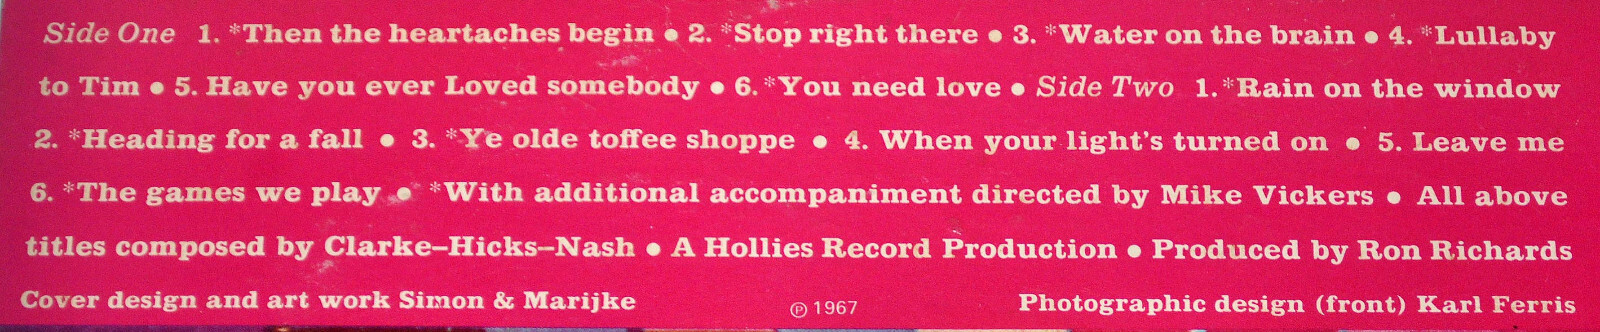 Side One 1. *Then the heartaches begin • 2. *Stop right there • 3. *Water on the brain • 4. *Lullaby
to Tim • 5. Have you ever Loved somebody • 6. *You need love • Side Two 1. *Rain on the window
2. *Heading for a fall • 3. *Ye olde toffee shoppe • 4. When your light's turned on • 5. Leave me
6. *The games we play • *With additional accompaniment directed by Mike Vickers • All above
titles composed by Clarke–Hicks–Nash • A Hollies Record Production • Produced by Ron Richards
Cover design and art work Simon & Marijke ℗ 1967 Photographic design (front) Karl Ferris